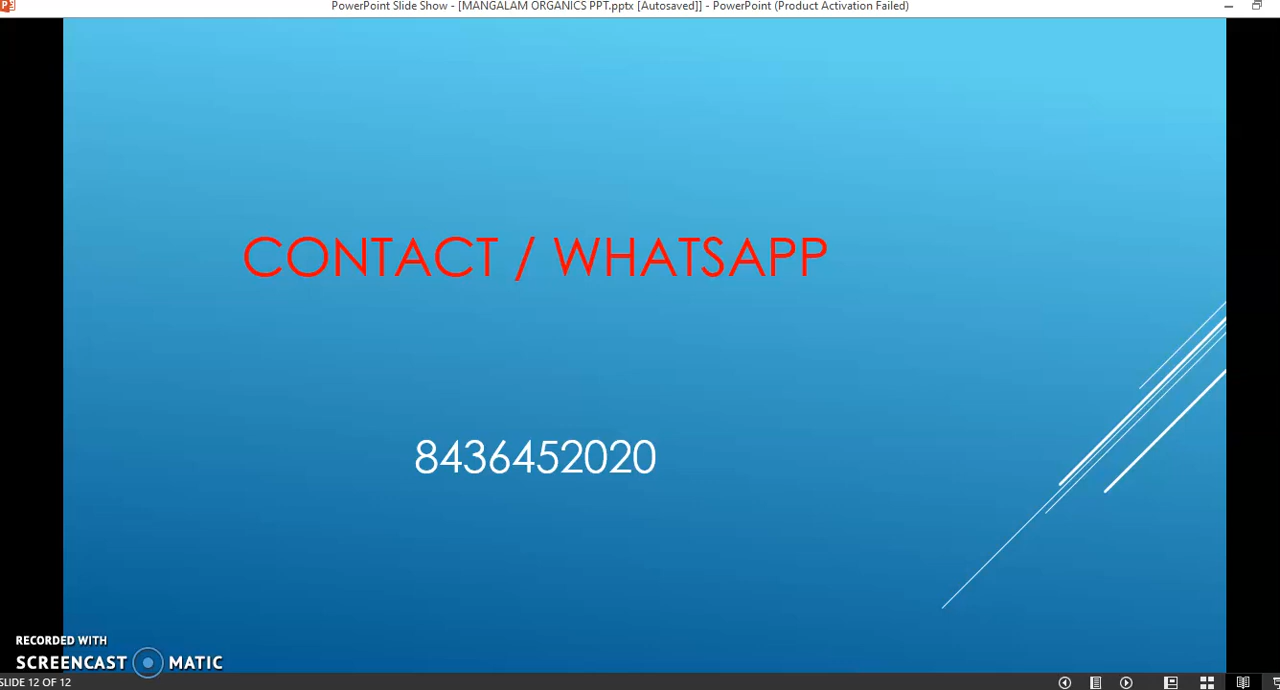 PowerPoint Slide Show - [MANGALAM ORGANICS PPT.pptx [Autosaved]] - PowerPoint (Product Activation Failed)
CONTACT / WHATSAPP
8436452020
RECORDED WITH
SCREENCAST MATIC
SLIDE 12 OF 12